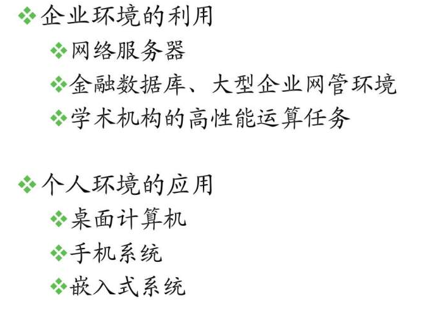 企业环境的利用
网络服务器
金融数据库、大型企业网管环境
学术机构的高性能运算任务
个人环境的应用
桌面计算机
手机系统
嵌入式系统